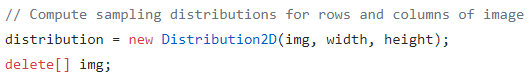 // Compute sampling distributions for rows and columns of image
distribution = new Distribution2D(img, width, height);
delete[] img;